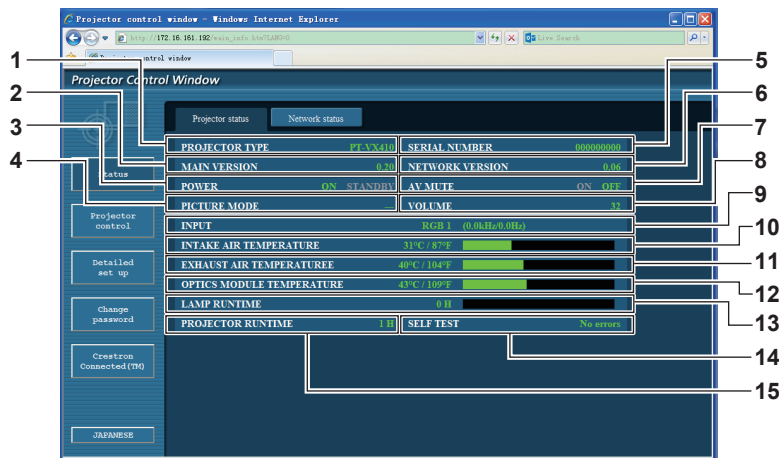 Projector control window - Windows Internet Explorer
http://172.16.161.192/main_info.htm?LANG=0
Live Search
window
Projector Control Window
Projector status
Network status
1
2
3
4
5
6
7
8
9
10
11
12
13
14
15
PROJECTOR TYPE PT-VX410 SERIAL NUMBER 000000000
MAIN VERSION 0.20 NETWORK VERSION 0.06
POWER ON STANDBY AV MUTE ON OFF
PICTURE MODE --- VOLUME 32
INPUT RGB 1 (0.0kHz/0.0Hz)
INTAKE AIR TEMPERATURE 31°C / 87°F
EXHAUST AIR TEMPERATUREE 40°C / 104°F
OPTICS MODULE TEMPERATURE 43°C / 109°F
LAMP RUNTIME 0 H
PROJECTOR RUNTIME 1 H SELF TEST No errors
Status
Projector
control
Detailed
set up
Change
password
Crestron
Connected(TM)
JAPANESE